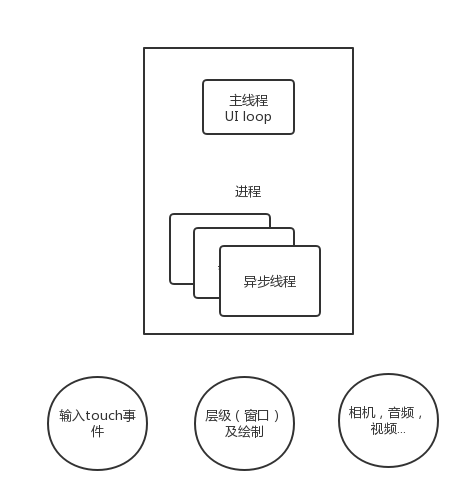 主线程
UI loop
进程
异步线程
输入touch事
件
层级（窗口）
及绘制
相机，音频，
视频...